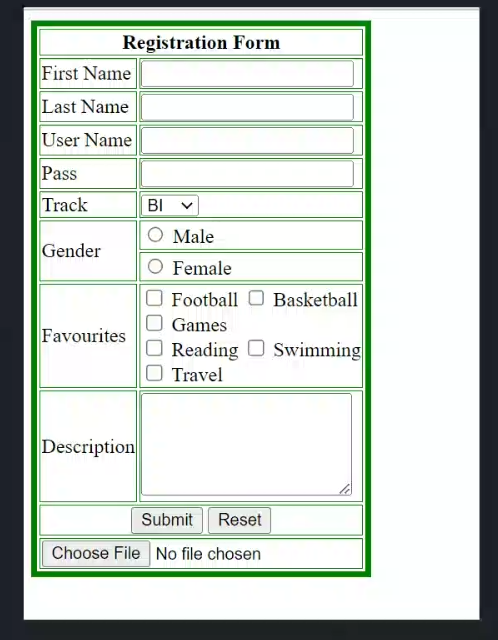 Registration Form
First Name
Last Name
User Name
Pass
Track BI
Gender
Male
Female
Favourites
Football Basketball
Games
Reading Swimming
Travel
Description
Submit Reset
Choose File No file chosen